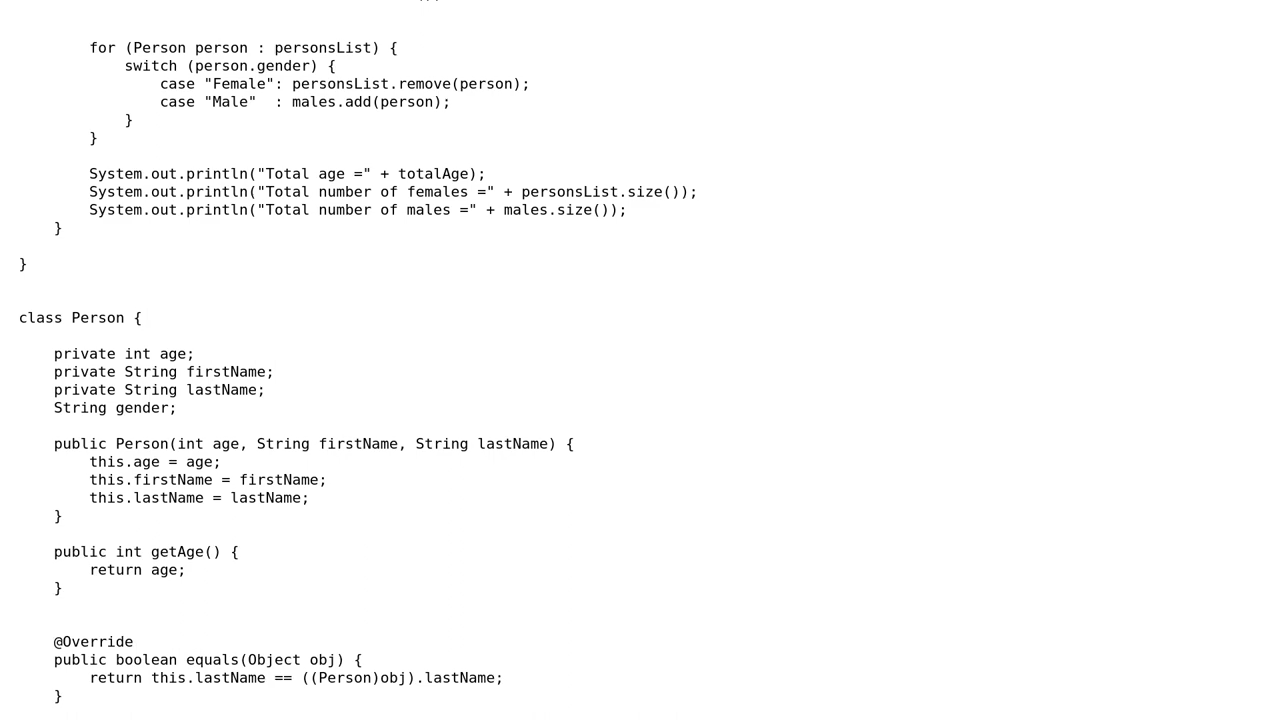 for (Person person : personsList) {
switch (person.gender) {
case "Female": personsList.remove(person);
case "Male"  : males.add(person);
}
}
System.out.println("Total age =" + totalAge);
System.out.println("Total number of females =" + personsList.size());
System.out.println("Total number of males =" + males.size());
}
}
class Person {
private int age;
private String firstName;
private String lastName;
String gender;
public Person(int age, String firstName, String lastName) {
this.age = age;
this.firstName = firstName;
this.lastName = lastName;
}
public int getAge() {
return age;
}
@Override
public boolean equals(Object obj) {
return this.lastName == ((Person)obj).lastName;
}